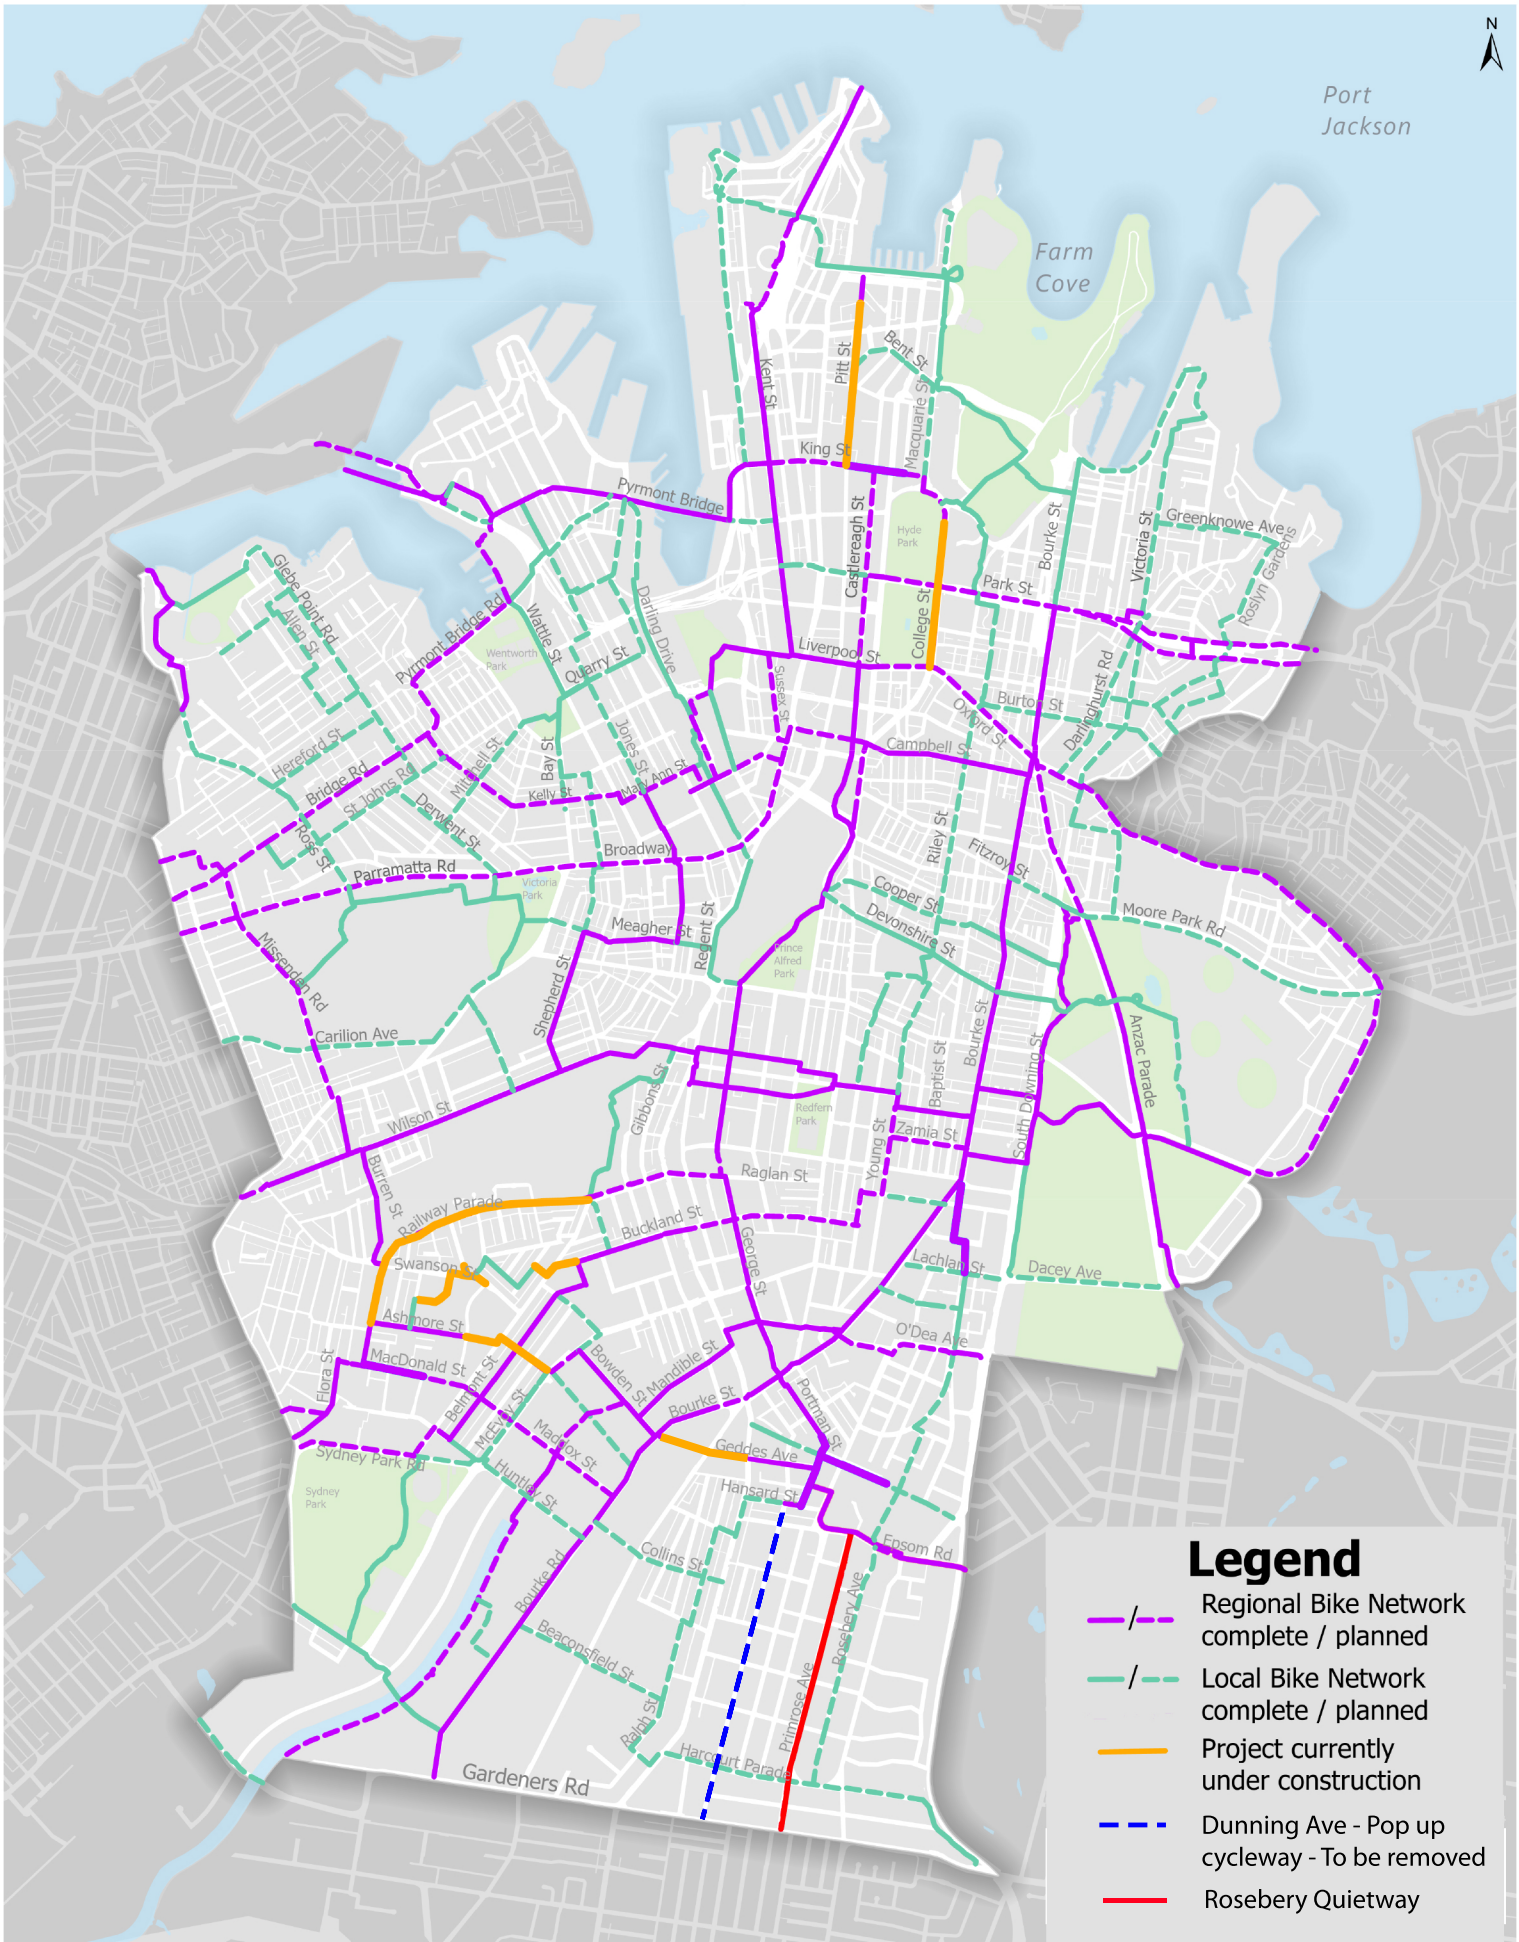 N
Port
Jackson
Farm
Cove
Bent St
Pitt St
Kent St
Macquarie St
King St
Pyrmont Bridge
Castlereagh St
Hyde
Park
Bourke St
Victoria St
Greenknowe Ave
Roslyn Gardens
Glebe Point Rd
Allen St
Pyrmont Bridge Rd
Wattle St
Darling Drive
Park St
College St
Wentworth
Park
Quarry St
Liverpool St
Sussex St
Burton St
Oxford St
Darlinghurst Rd
Hereford St
Bridge Rd
St Johns Rd
Mitchell St
Bay St
Jones St
Mary Ann St
Kelly St
Campbell St
Derwent St
Ross St
Broadway
Parramatta Rd
Riley St
Fitzroy St
Victoria
Park
Cooper St
Devonshire St
Moore Park Rd
Meagher St
Regent St
Missenden Rd
Shepherd St
Prince
Alfred
Park
Carillon Ave
Bourke St
Anzac Parade
Baptist St
South Dowling St
Gibbons St
Wilson St
Redfern
Park
Young St
Zamia St
Burren St
Raglan St
Railway Parade
Buckland St
George St
Swanson St
Lachlan St
Dacey Ave
Ashmore St
O'Dea Ave
MacDonald St
Flora St
Belmont St
McEvoy St
Bowden St
Mandible St
Bourke St
Portman St
Maddox St
Geddes Ave
Sydney Park Rd
Huntley St
Hansard St
Sydney
Park
Epsom Rd
Collins St
Bourke Rd
Rosebery Ave
Beaconsfield St
Primrose Ave
Ralph St
Harcourt Parade
Gardeners Rd
Legend
Regional Bike Network
complete / planned
Local Bike Network
complete / planned
Project currently
under construction
Dunning Ave - Pop up
cycleway - To be removed
Rosebery Quietway